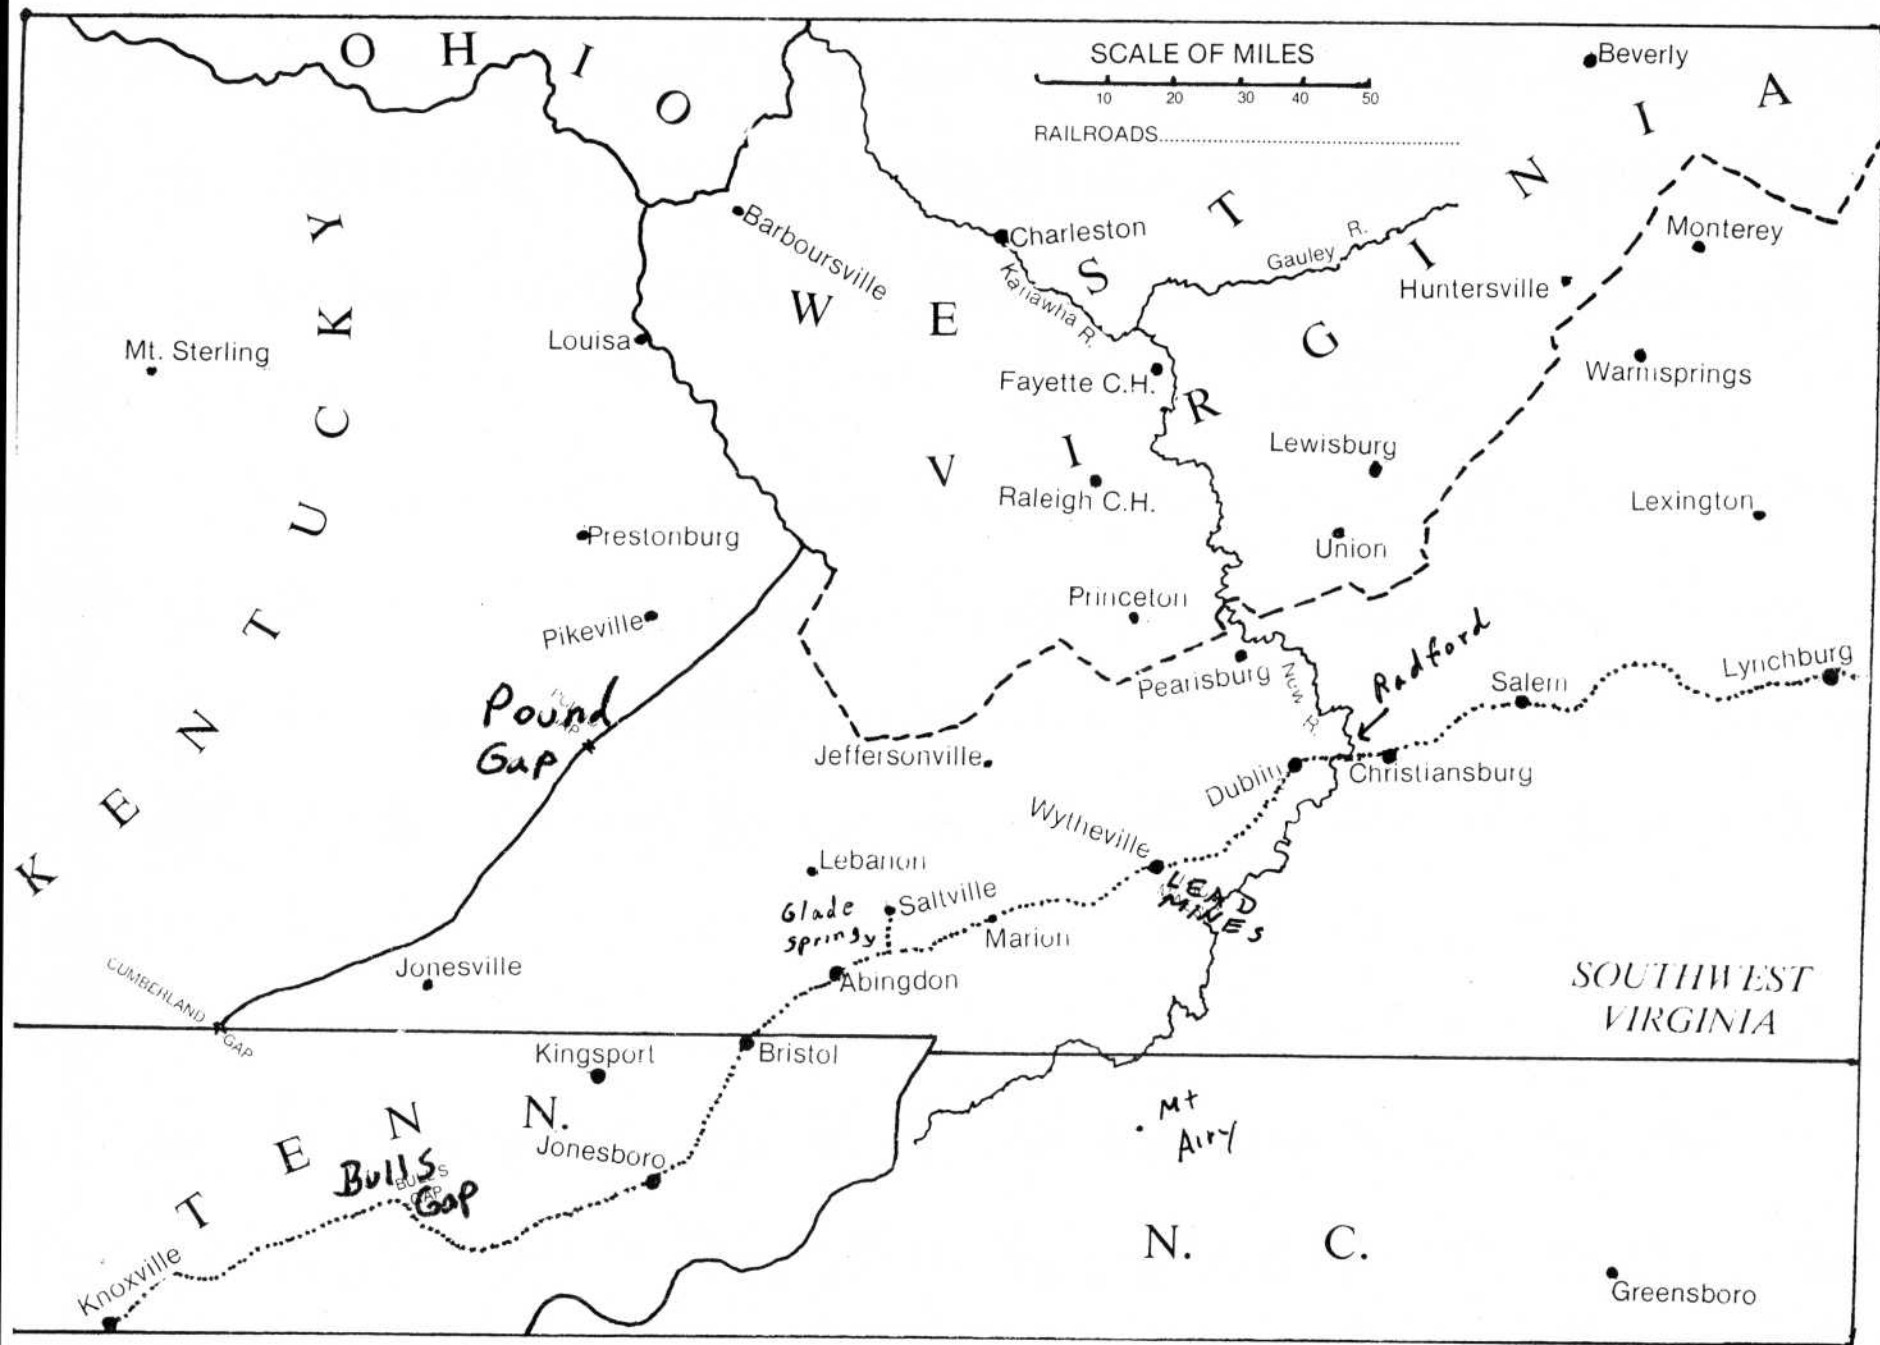 OHIO
SCALE OF MILES
10 20 30 40 50
RAILROADS
Beverly
WEST
VIRGINIA
KENTUCKY
Barboursville
Charleston
Kanawha R.
Gauley R.
Monterey
Huntersville
Mt. Sterling
Louisa
Fayette C.H.
Warmsprings
Lewisburg
Raleigh C.H.
Lexington
Prestonburg
Union
Princeton
Pikeville
Radford
Pearisburg
New R.
Salem
Lynchburg
Pound
Gap
Jeffersonville
Dublin
Christiansburg
Wytheville
Lebanon
LEAD
MINES
Glade
Springs
Saltville
Marion
Jonesville
Abingdon
CUMBERLAND
GAP
SOUTHWEST
VIRGINIA
Kingsport
Bristol
TENN.
Jonesboro
Mt
Airy
Bulls
Gap
BULL'S
GAP
N. C.
Knoxville
Greensboro